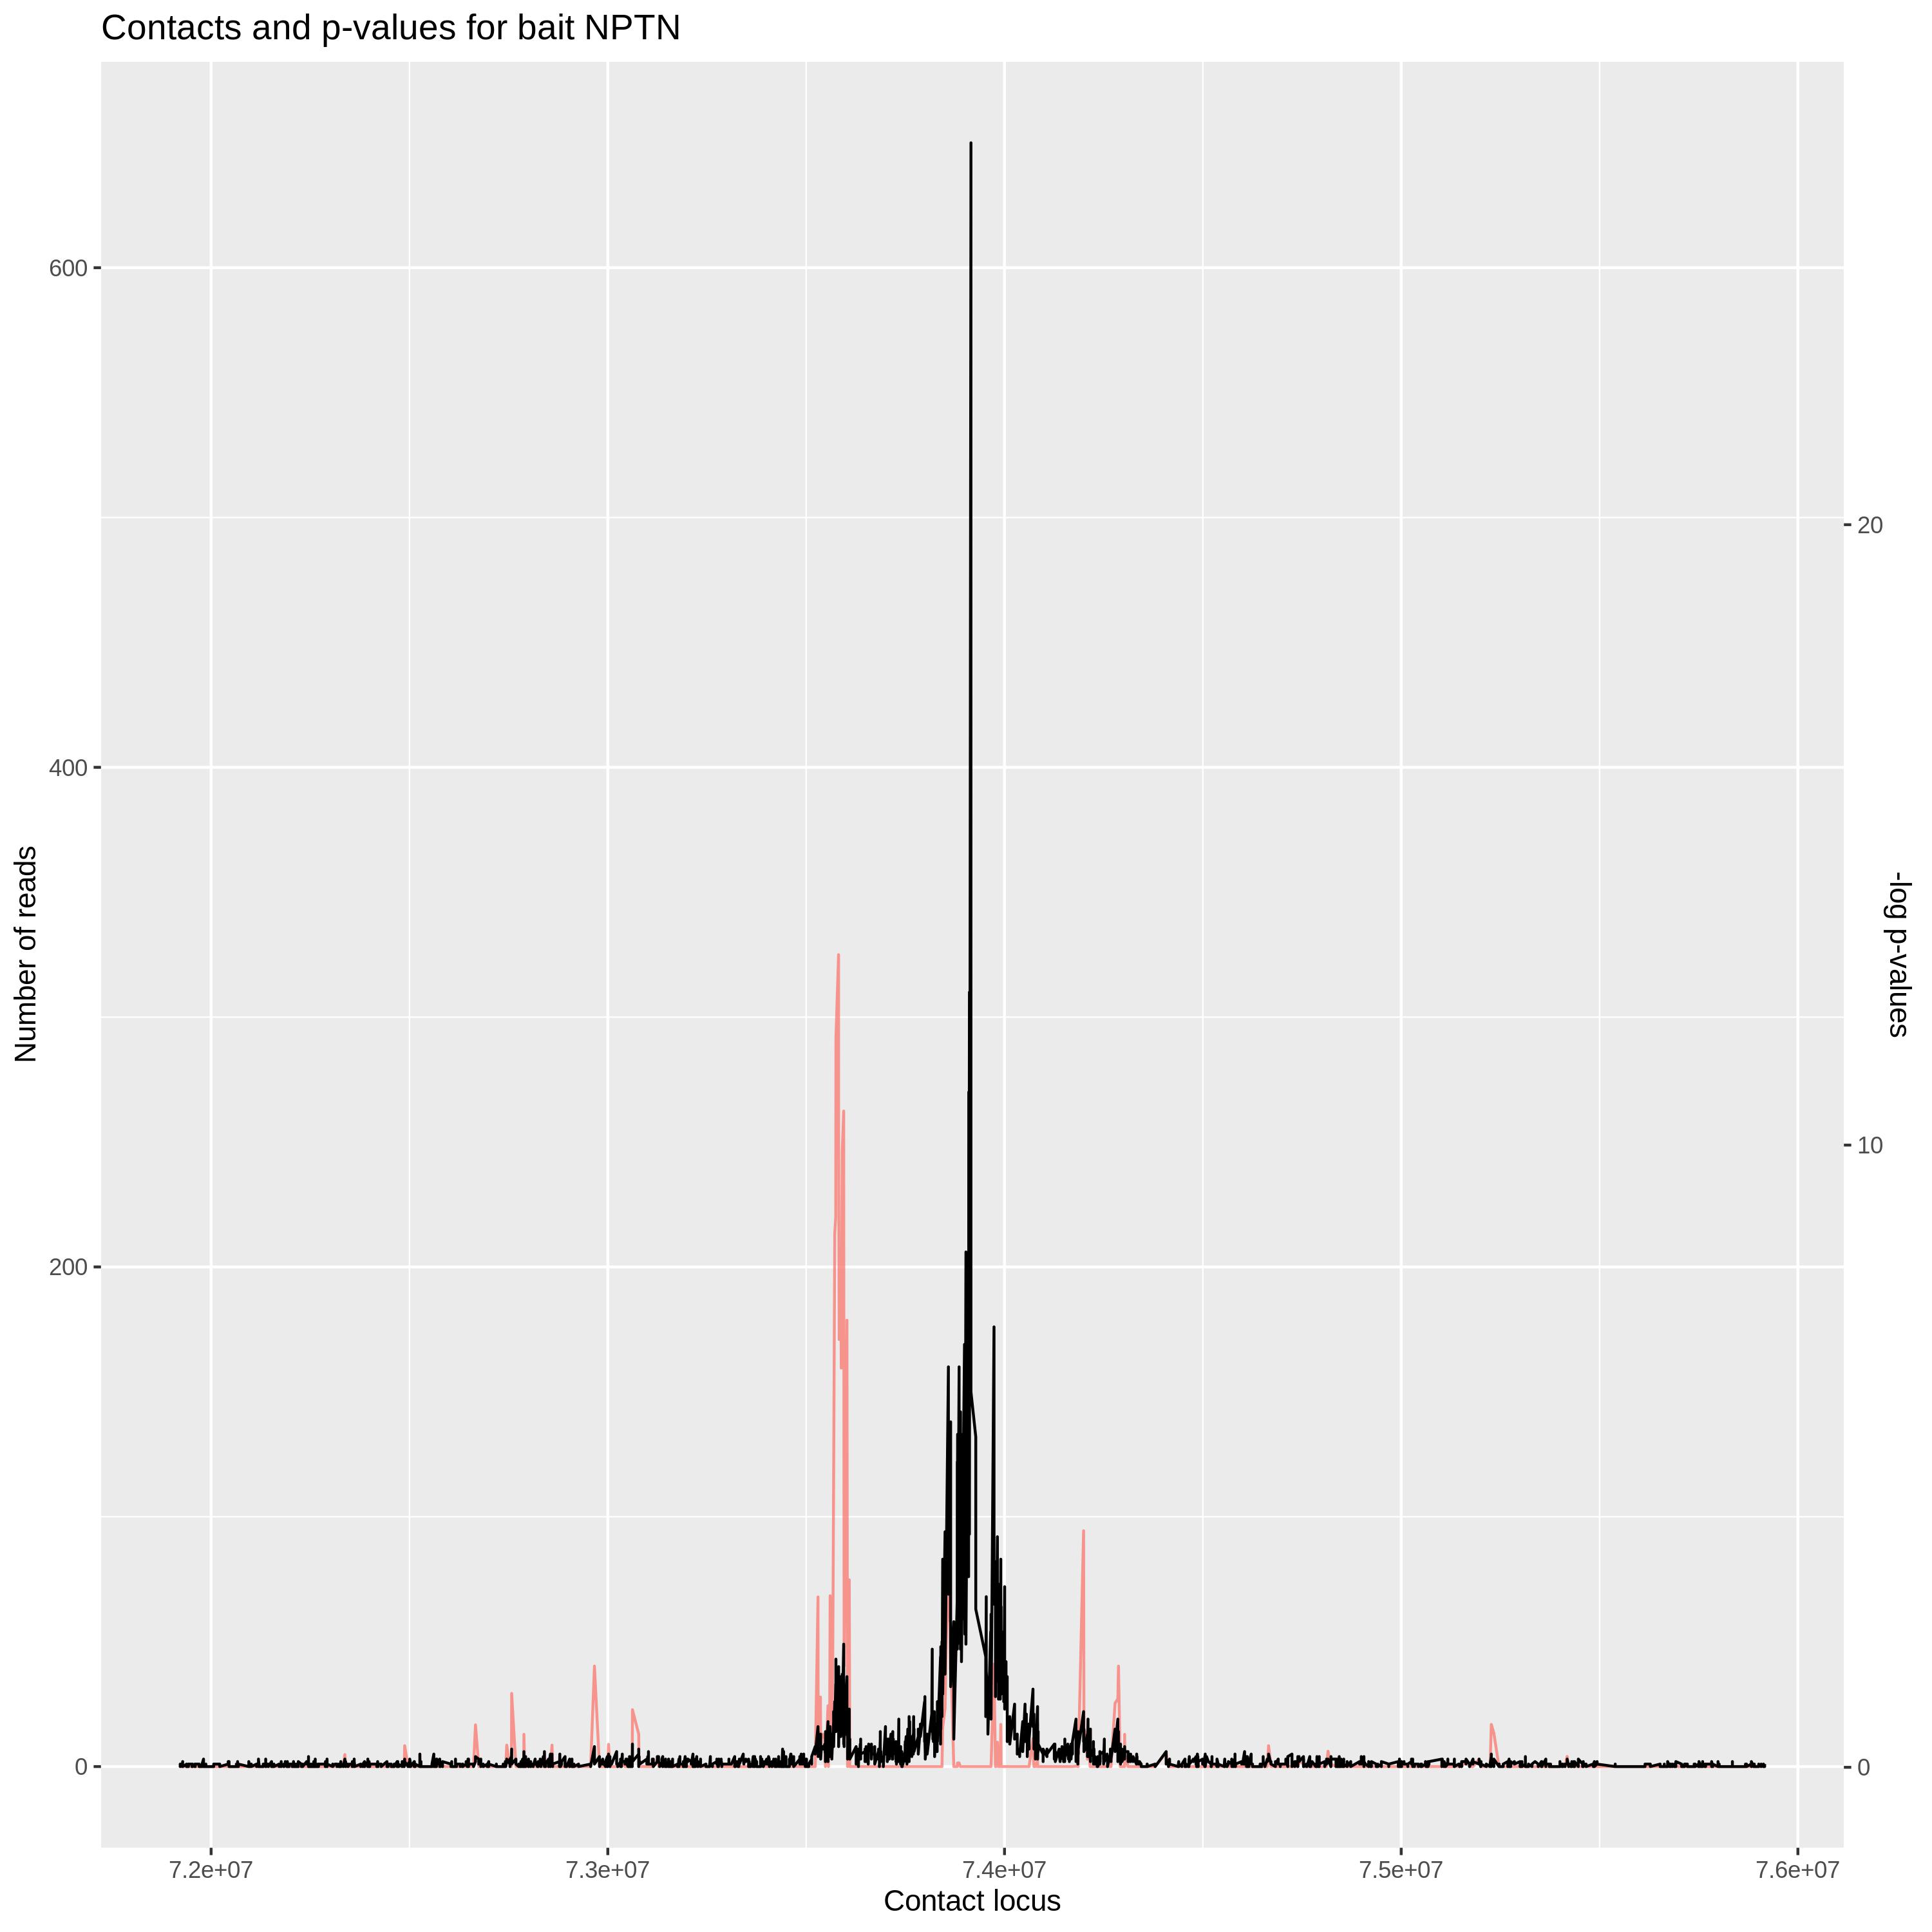 Contacts and p-values for bait NPTN
600
400
200
0
Number of reads
20
10
0
-log p-values
7.2e+07
7.3e+07
7.4e+07
7.5e+07
7.6e+07
Contact locus